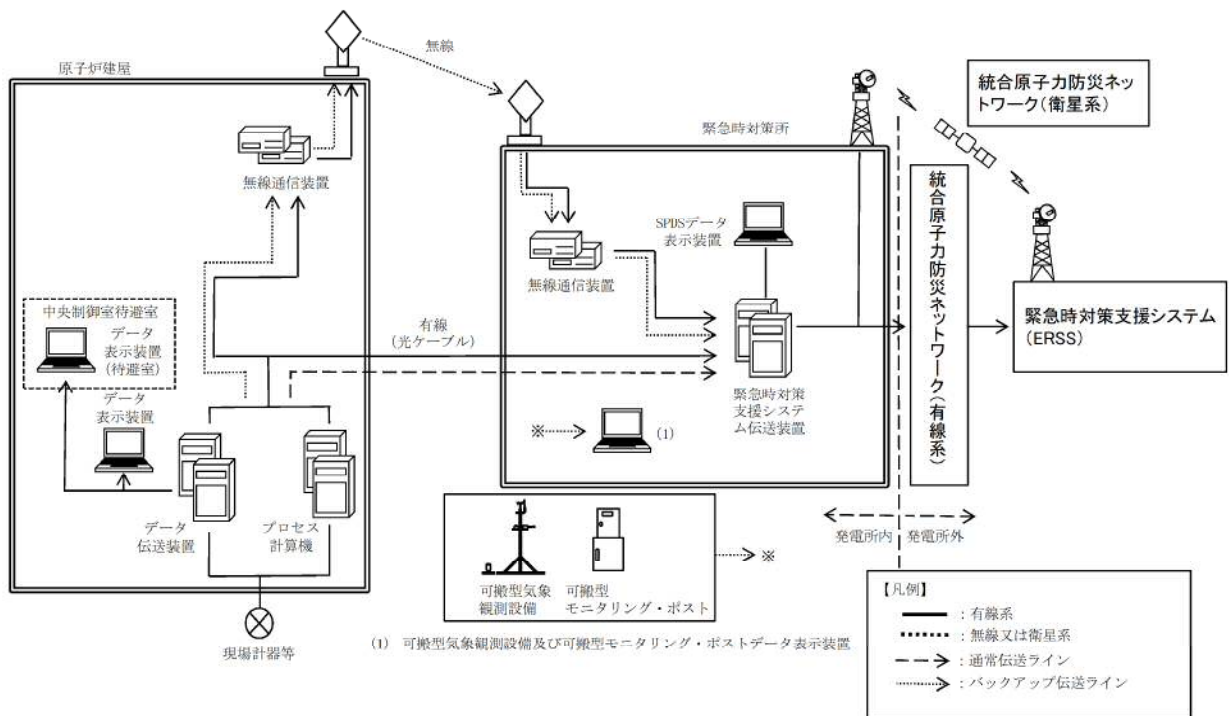 原子炉建屋
無線
無線通信装置
中央制御室待避室
データ
表示装置
(待避室)
データ
表示装置
データ
伝送装置
プロセス
計算機
現場計器等
有線
(光ケーブル)
緊急時対策所
無線通信装置
SPDSデータ
表示装置
緊急時対策
支援システ
ム伝送装置
※
(1)
可搬型気象
観測設備
可搬型
モニタリング・ポスト
※
(1) 可搬型気象観測設備及び可搬型モニタリング・ポストデータ表示装置
統合原子力防災ネッ
トワーク(衛星系)
統合原子力防災ネットワーク(有線系)
緊急時対策支援システム
(ERSS)
発電所内
発電所外
【凡例】
:有線系
:無線又は衛星系
:通常伝送ライン
:バックアップ伝送ライン